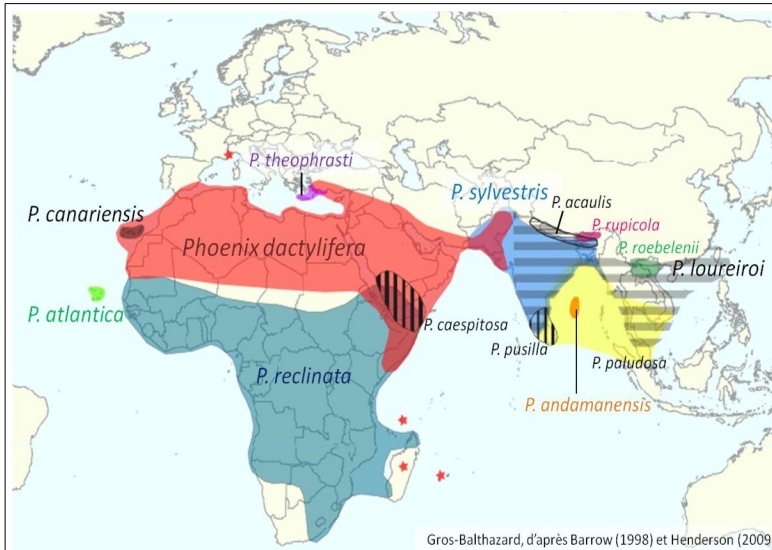 P. theophrasti
P. canariensis
P. sylvestris
P. acaulis
P. rupicola
P. roebelenii
Phoenix dactylifera
P. loureiroi
P. atlantica
P. caespitosa
P. pusilla
P. paludosa
P. reclinata
P. andamanensis
Gros-Balthazard, d'après Barrow (1998) et Henderson (2009